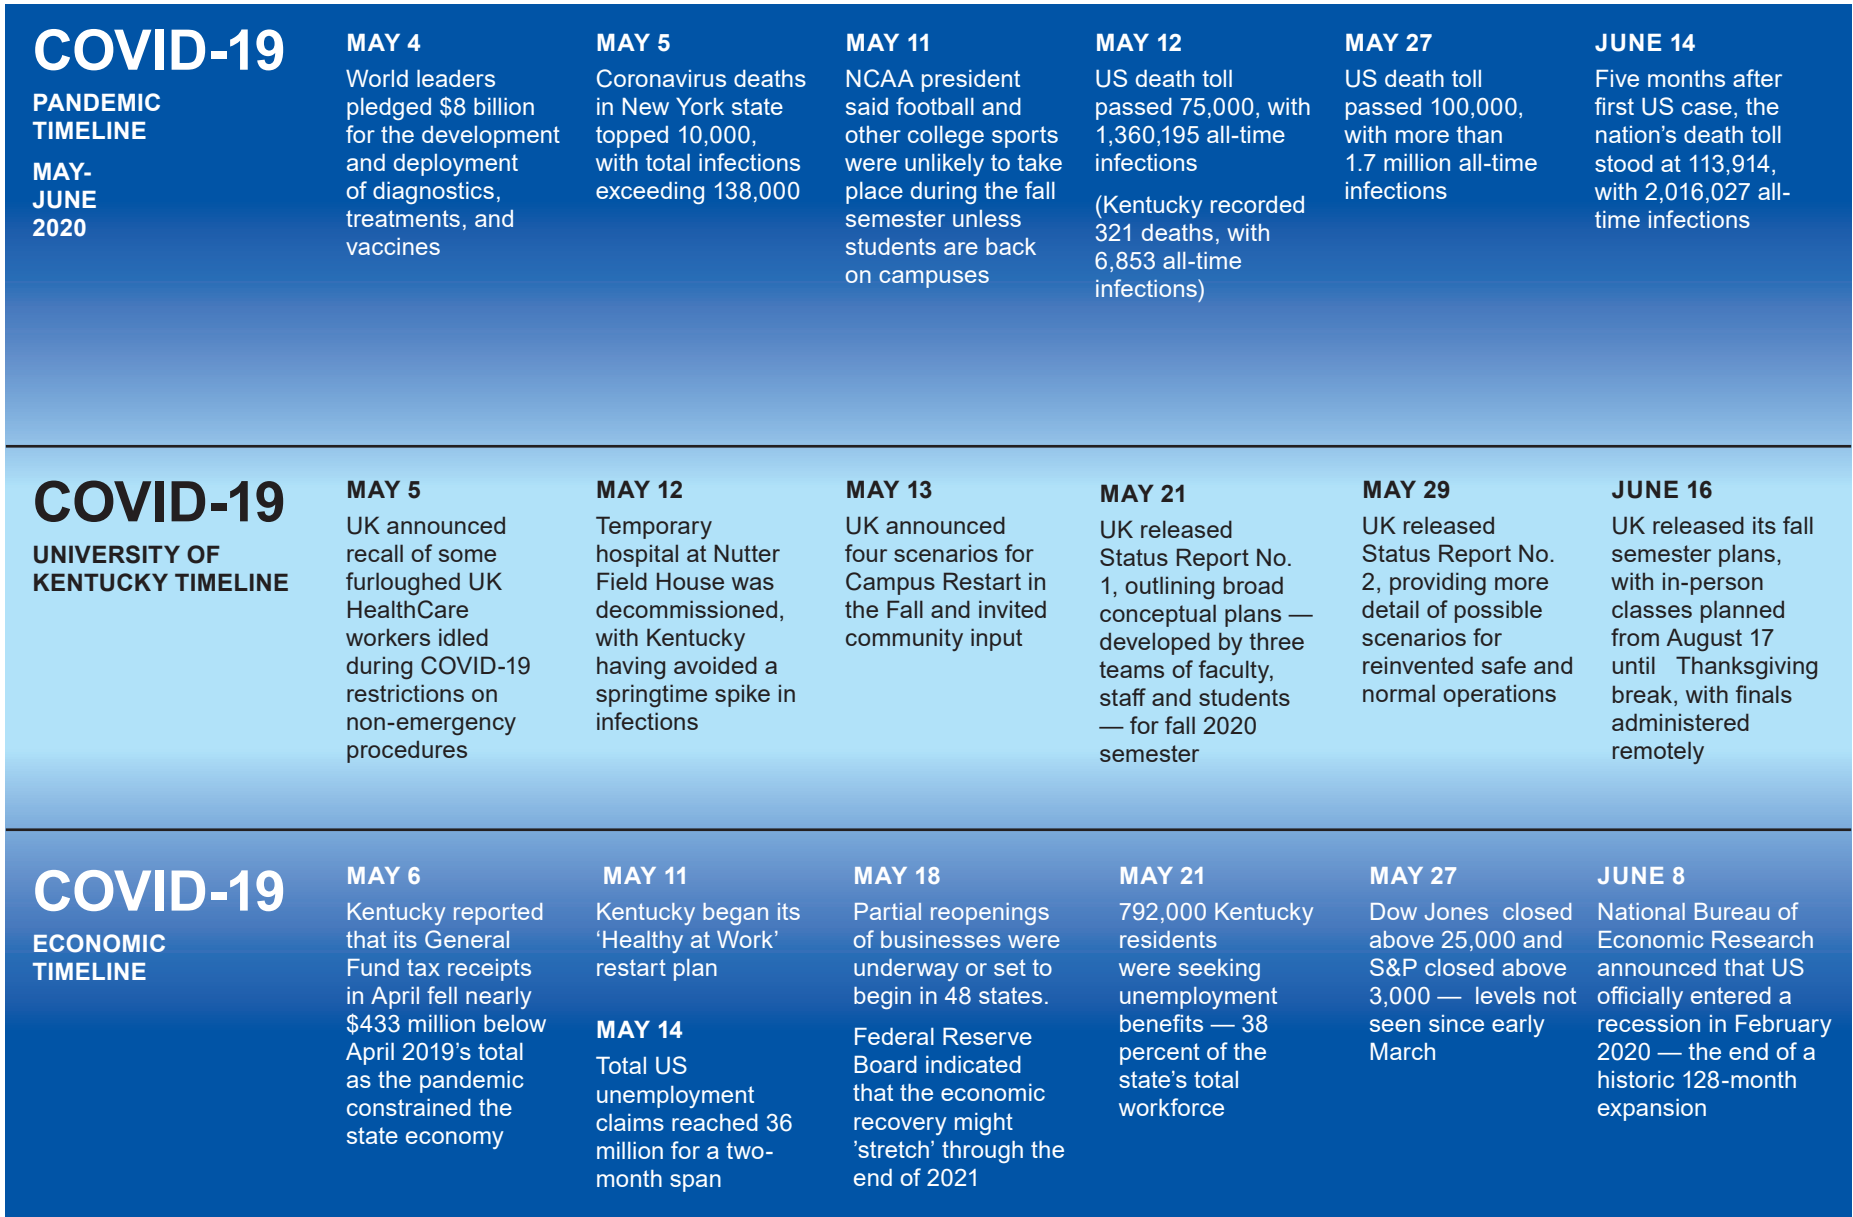 COVID-19
PANDEMIC
TIMELINE
MAY-
JUNE
2020
MAY 4
World leaders
pledged $8 billion
for the development
and deployment
of diagnostics,
treatments, and
vaccines
MAY 5
Coronavirus deaths
in New York state
topped 10,000,
with total infections
exceeding 138,000
MAY 11
NCAA president
said football and
other college sports
were unlikely to take
place during the fall
semester unless
students are back
on campuses
MAY 12
US death toll
passed 75,000, with
1,360,195 all-time
infections
(Kentucky recorded
321 deaths, with
6,853 all-time
infections)
MAY 27
US death toll
passed 100,000,
with more than
1.7 million all-time
infections
JUNE 14
Five months after
first US case, the
nation’s death toll
stood at 113,914,
with 2,016,027 all-
time infections
COVID-19
UNIVERSITY OF
KENTUCKY TIMELINE
MAY 5
UK announced
recall of some
furloughed UK
HealthCare
workers idled
during COVID-19
restrictions on
non-emergency
procedures
MAY 12
Temporary
hospital at Nutter
Field House was
decommissioned,
with Kentucky
having avoided a
springtime spike in
infections
MAY 13
UK announced
four scenarios for
Campus Restart in
the Fall and invited
community input
MAY 21
UK released
Status Report No.
1, outlining broad
conceptual plans —
developed by three
teams of faculty,
staff and students
— for fall 2020
semester
MAY 29
UK released
Status Report No.
2, providing more
detail of possible
scenarios for
reinvented safe and
normal operations
JUNE 16
UK released its fall
semester plans,
with in-person
classes planned
from August 17
until Thanksgiving
break, with finals
administered
remotely
COVID-19
ECONOMIC
TIMELINE
MAY 6
Kentucky reported
that its General
Fund tax receipts
in April fell nearly
$433 million below
April 2019’s total
as the pandemic
constrained the
state economy
MAY 11
Kentucky began its
‘Healthy at Work’
restart plan
MAY 14
Total US
unemployment
claims reached 36
million for a two-
month span
MAY 18
Partial reopenings
of businesses were
underway or set to
begin in 48 states.
Federal Reserve
Board indicated
that the economic
recovery might
’stretch’ through the
end of 2021
MAY 21
792,000 Kentucky
residents
were seeking
unemployment
benefits — 38
percent of the
state’s total
workforce
MAY 27
Dow Jones closed
above 25,000 and
S&P closed above
3,000 — levels not
seen since early
March
JUNE 8
National Bureau of
Economic Research
announced that US
officially entered a
recession in February
2020 — the end of a
historic 128-month
expansion